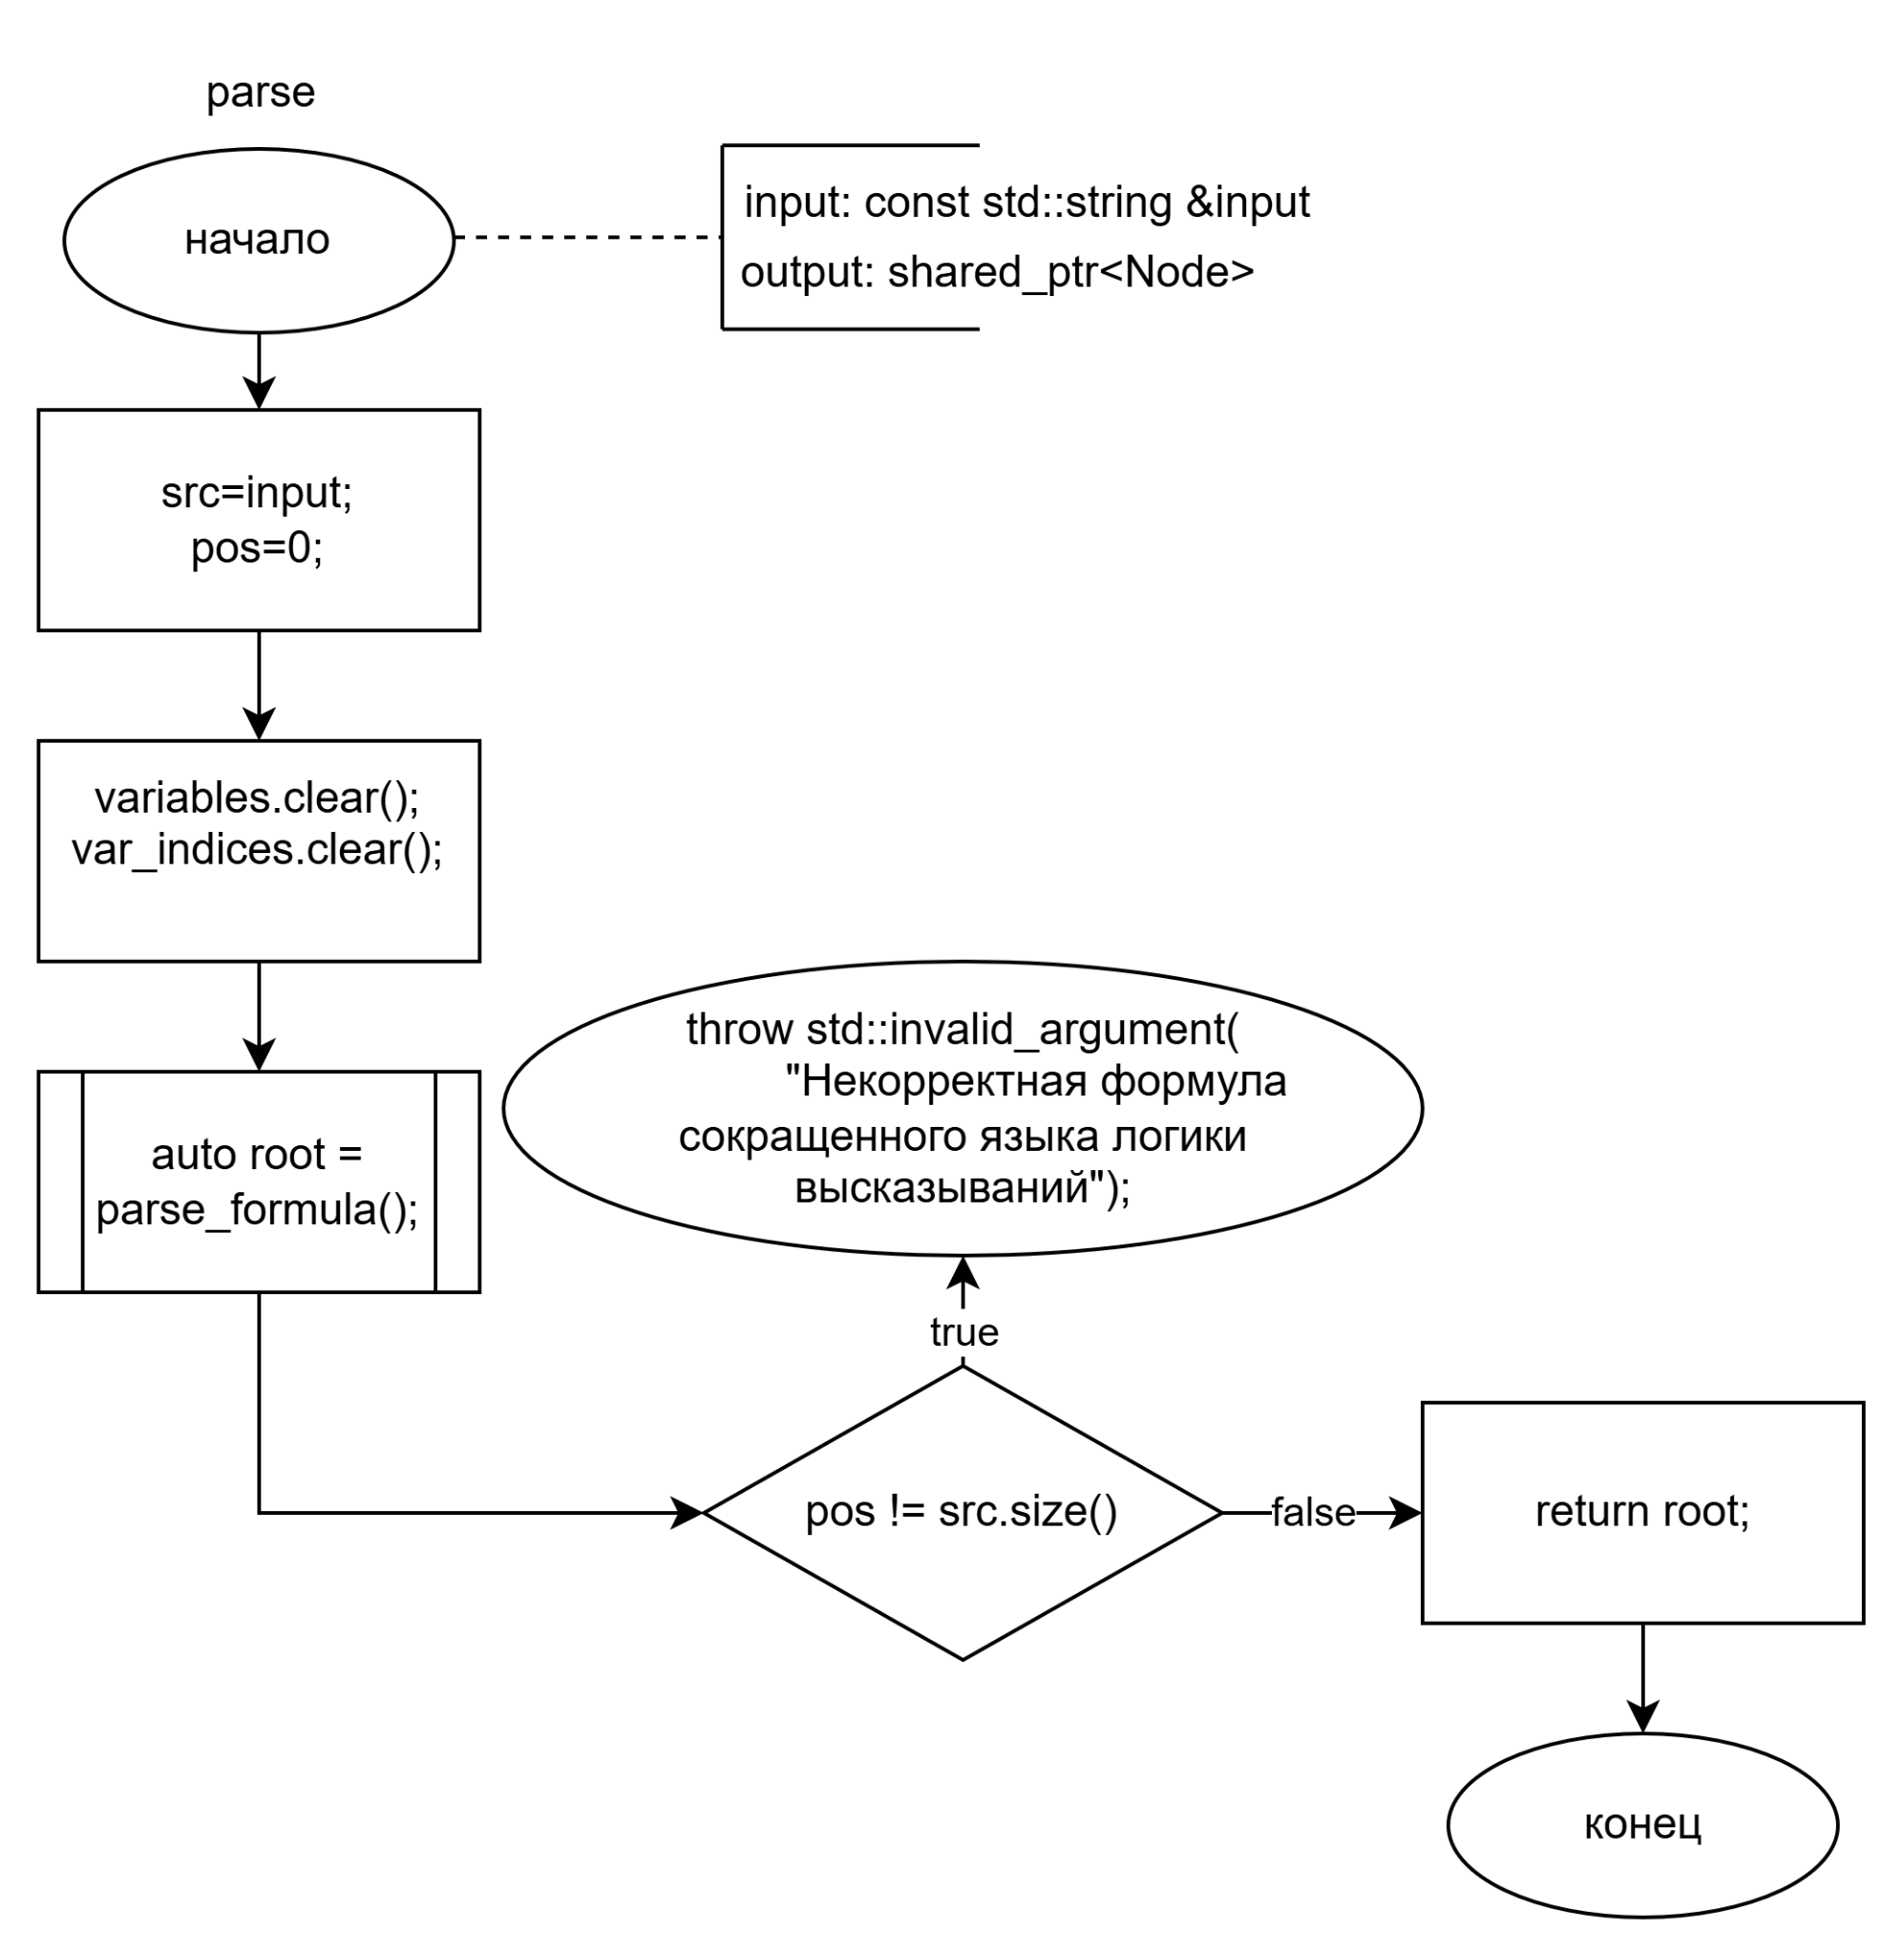 parse
начало
input: const std::string &input
output: shared_ptr<Node>
src=input;
pos=0;
variables.clear();
var_indices.clear();
auto root =
parse_formula();
throw std::invalid_argument(
"Некорректная формула
сокращенного языка логики
высказываний");
true
pos != src.size()
false
return root;
конец